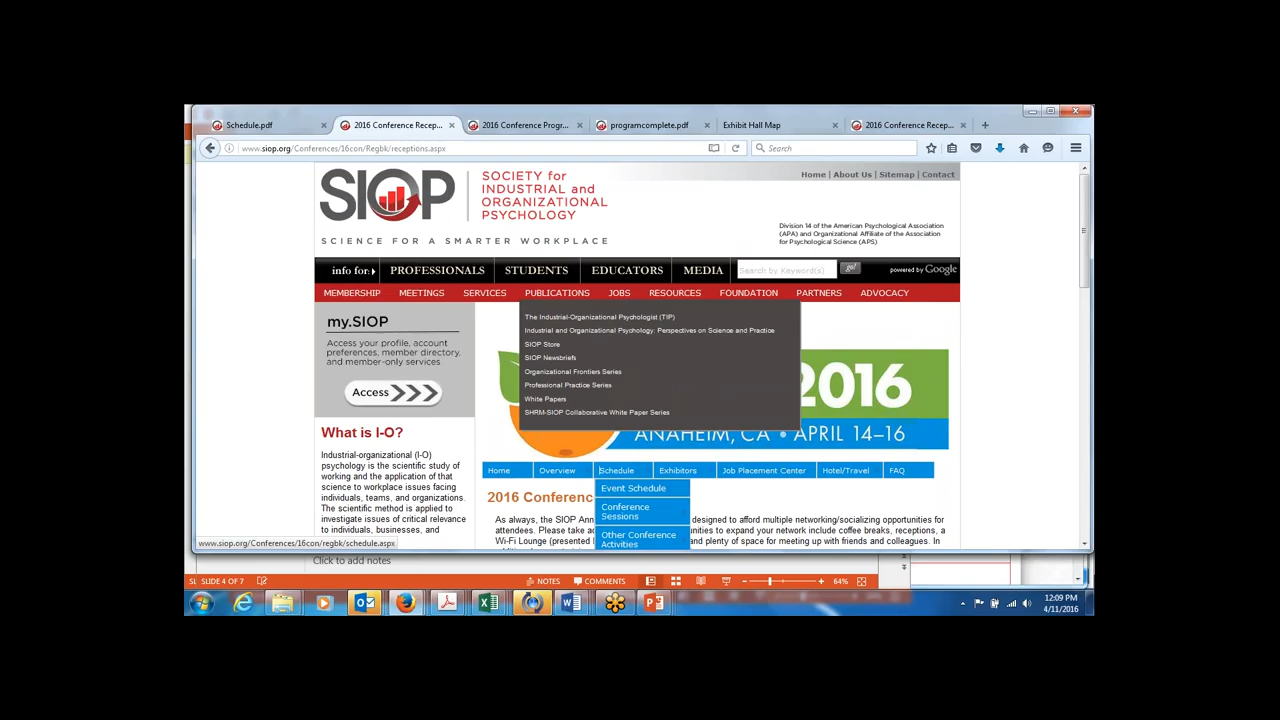 Schedule.pdf
2016 Conference Recep...
2016 Conference Progr...
programcomplete.pdf
Exhibit Hall Map
2016 Conference Recep...
www.siop.org/Conferences/16con/Regbk/receptions.aspx
Search
SIOP
SOCIETY for
INDUSTRIAL and
ORGANIZATIONAL
PSYCHOLOGY
SCIENCE FOR A SMARTER WORKPLACE
Home | About Us | Sitemap | Contact
Division 14 of the American Psychological Association
(APA) and Organizational Affiliate of the Association
for Psychological Science (APS)
info for: PROFESSIONALS STUDENTS EDUCATORS MEDIA
Search by Keyword(s) go! powered by Google
MEMBERSHIP MEETINGS SERVICES PUBLICATIONS JOBS RESOURCES FOUNDATION PARTNERS ADVOCACY
my.SIOP
Access your profile, account
preferences, member directory,
and member-only services
Access
The Industrial-Organizational Psychologist (TIP)
Industrial and Organizational Psychology: Perspectives on Science and Practice
SIOP Store
SIOP Newsbriefs
Organizational Frontiers Series
Professional Practice Series
White Papers
SHRM-SIOP Collaborative White Paper Series
2016
ANAHEIM, CA • APRIL 14–16
What is I-O?
Industrial-organizational (I-O)
psychology is the scientific study of
working and the application of that
science to workplace issues facing
individuals, teams, and organizations.
The scientific method is applied to
investigate issues of critical relevance
to individuals, businesses, and
Home Overview Schedule Exhibitors Job Placement Center Hotel/Travel FAQ
Event Schedule
Conference
Sessions
Other Conference
Activities
2016 Conferenc
As always, the SIOP Ann designed to afford multiple networking/socializing opportunities for
attendees. Please take ad unities to expand your network include coffee breaks, receptions, a
Wi-Fi Lounge (presented and plenty of space for meeting up with friends and colleagues. In
www.siop.org/Conferences/16con/regbk/schedule.aspx
Click to add notes
SL SLIDE 4 OF 7
NOTES COMMENTS 64%
12:09 PM
4/11/2016